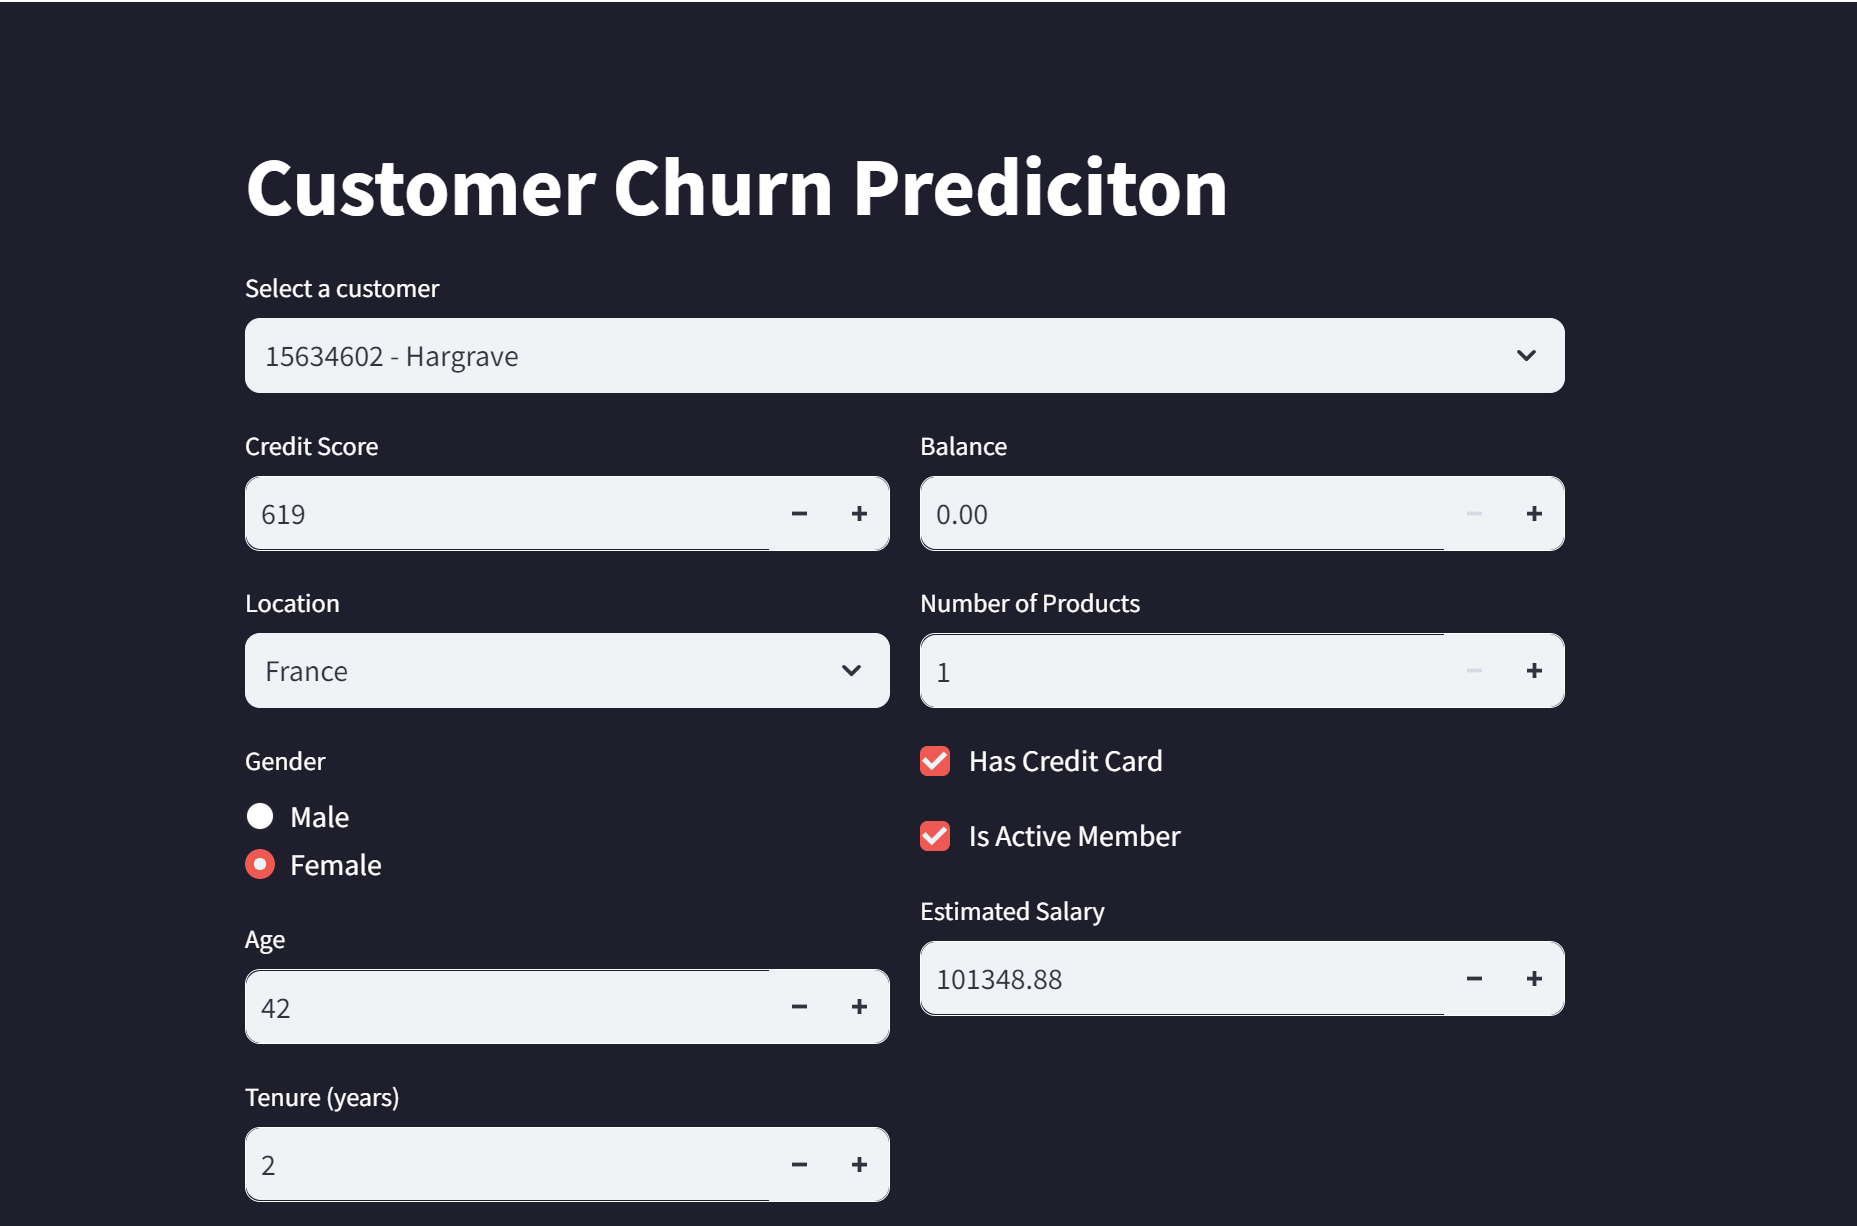 Customer Churn Prediciton
Select a customer
15634602 - Hargrave
Credit Score
619
Location
France
Gender
Male
Female
Age
42
Tenure (years)
2
Balance
0.00
Number of Products
1
Has Credit Card
Is Active Member
Estimated Salary
101348.88